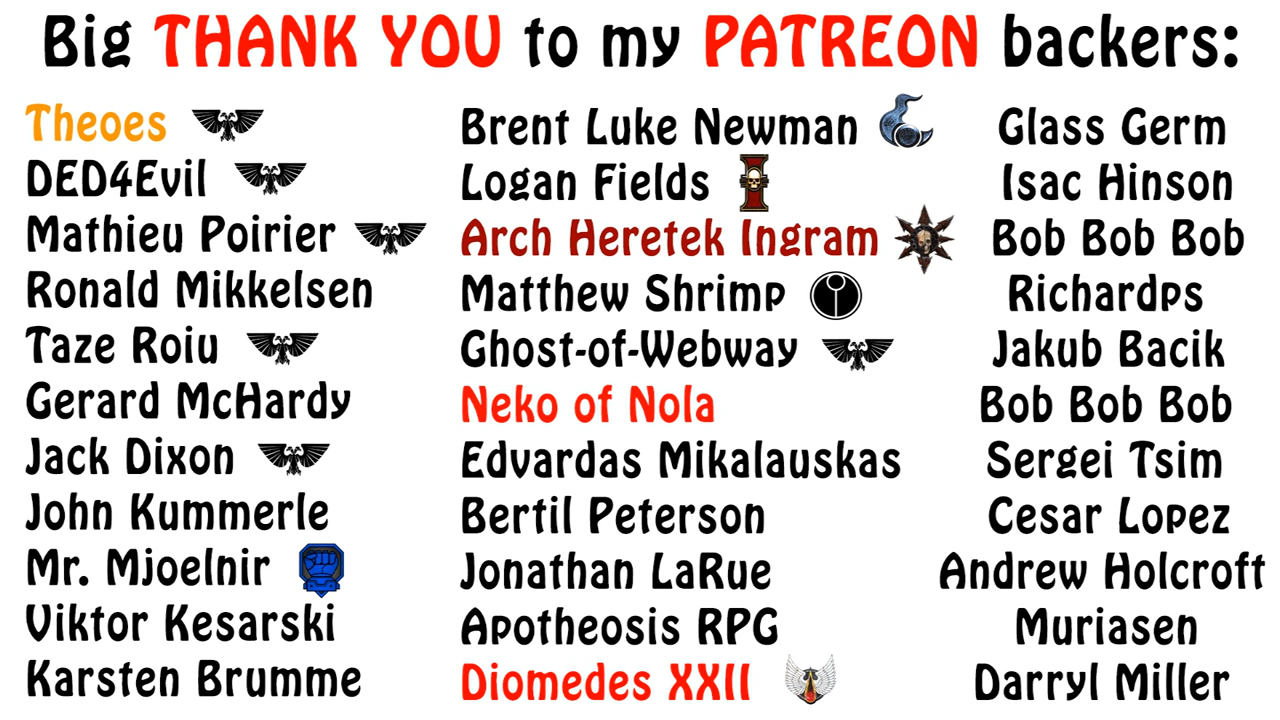 Big THANK YOU to my PATREON backers:
Theoes
DED4Evil
Mathieu Poirier
Ronald Mikkelsen
Taze Roiu
Gerard McHardy
Jack Dixon
John Kummerle
Mr. Mjoelnir
Viktor Kesarski
Karsten Brumme
Brent Luke Newman
Logan Fields
Arch Heretek Ingram
Matthew Shrimp
Ghost-of-Webway
Neko of Nola
Edvardas Mikalauskas
Bertil Peterson
Jonathan LaRue
Apotheosis RPG
Diomedes XXII
Glass Germ
Isac Hinson
Bob Bob Bob
Richardps
Jakub Bacik
Bob Bob Bob
Sergei Tsim
Cesar Lopez
Andrew Holcroft
Muriasen
Darryl Miller